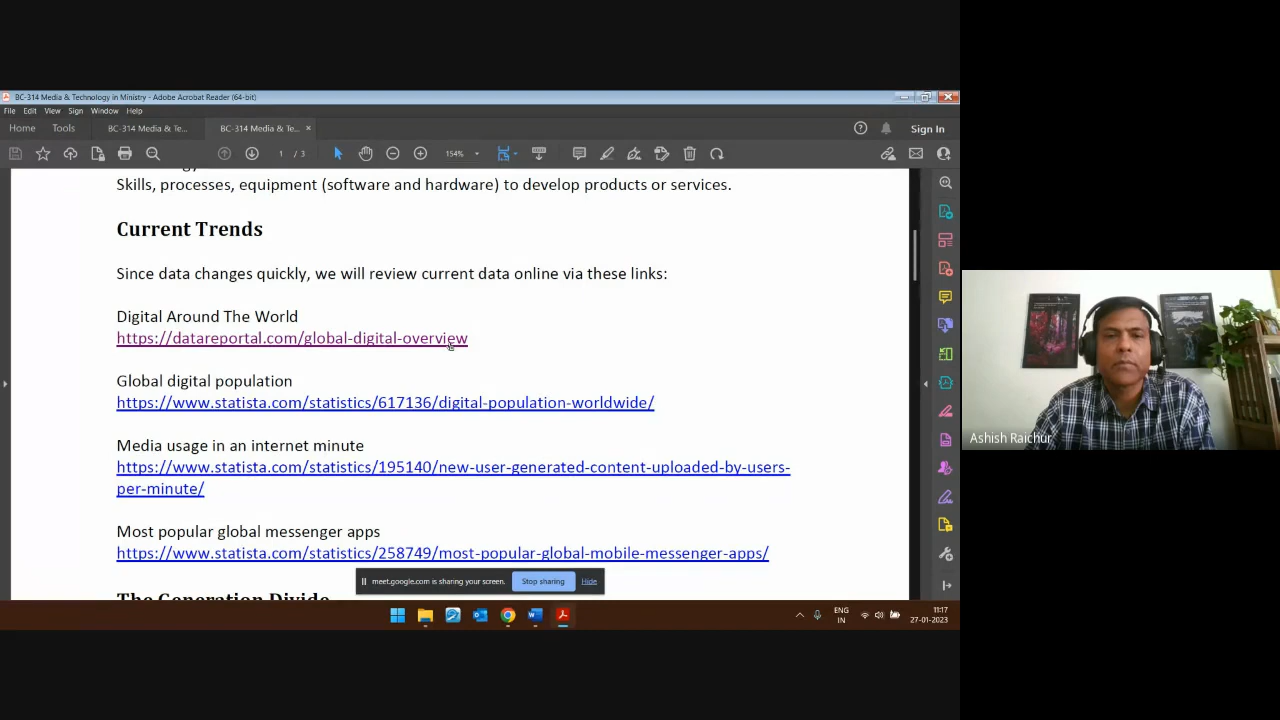 BC-314 Media & Technology in Ministry - Adobe Acrobat Reader (64-bit)
File Edit View Sign Window Help
Home Tools BC-314 Media & Te... BC-314 Media & Te... ×
Sign In
1 / 3 154%
Skills, processes, equipment (software and hardware) to develop products or services.
Current Trends
Since data changes quickly, we will review current data online via these links:
Digital Around The World
https://datareportal.com/global-digital-overview
Global digital population
https://www.statista.com/statistics/617136/digital-population-worldwide/
Media usage in an internet minute
https://www.statista.com/statistics/195140/new-user-generated-content-uploaded-by-users-
per-minute/
Most popular global messenger apps
https://www.statista.com/statistics/258749/most-popular-global-mobile-messenger-apps/
The Generation Divide
meet.google.com is sharing your screen. Stop sharing Hide
ENG
IN
11:17
27-01-2023
Ashish Raichur